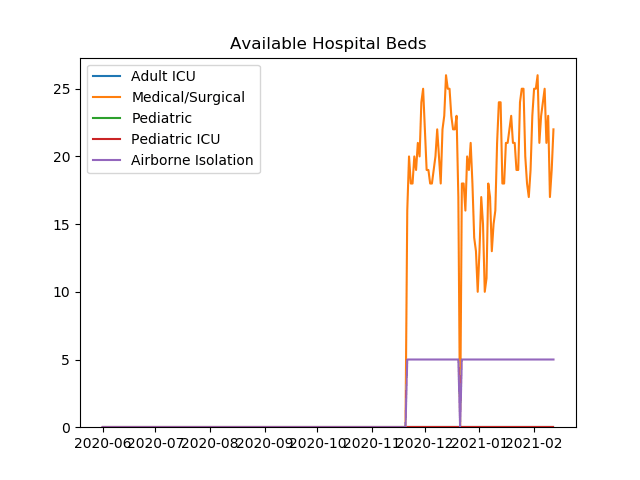 Available Hospital Beds
Adult ICU
Medical/Surgical
Pediatric
Pediatric ICU
Airborne Isolation
25
20
15
10
5
0
2020-06 2020-07 2020-08 2020-09 2020-10 2020-11 2020-12 2021-01 2021-02